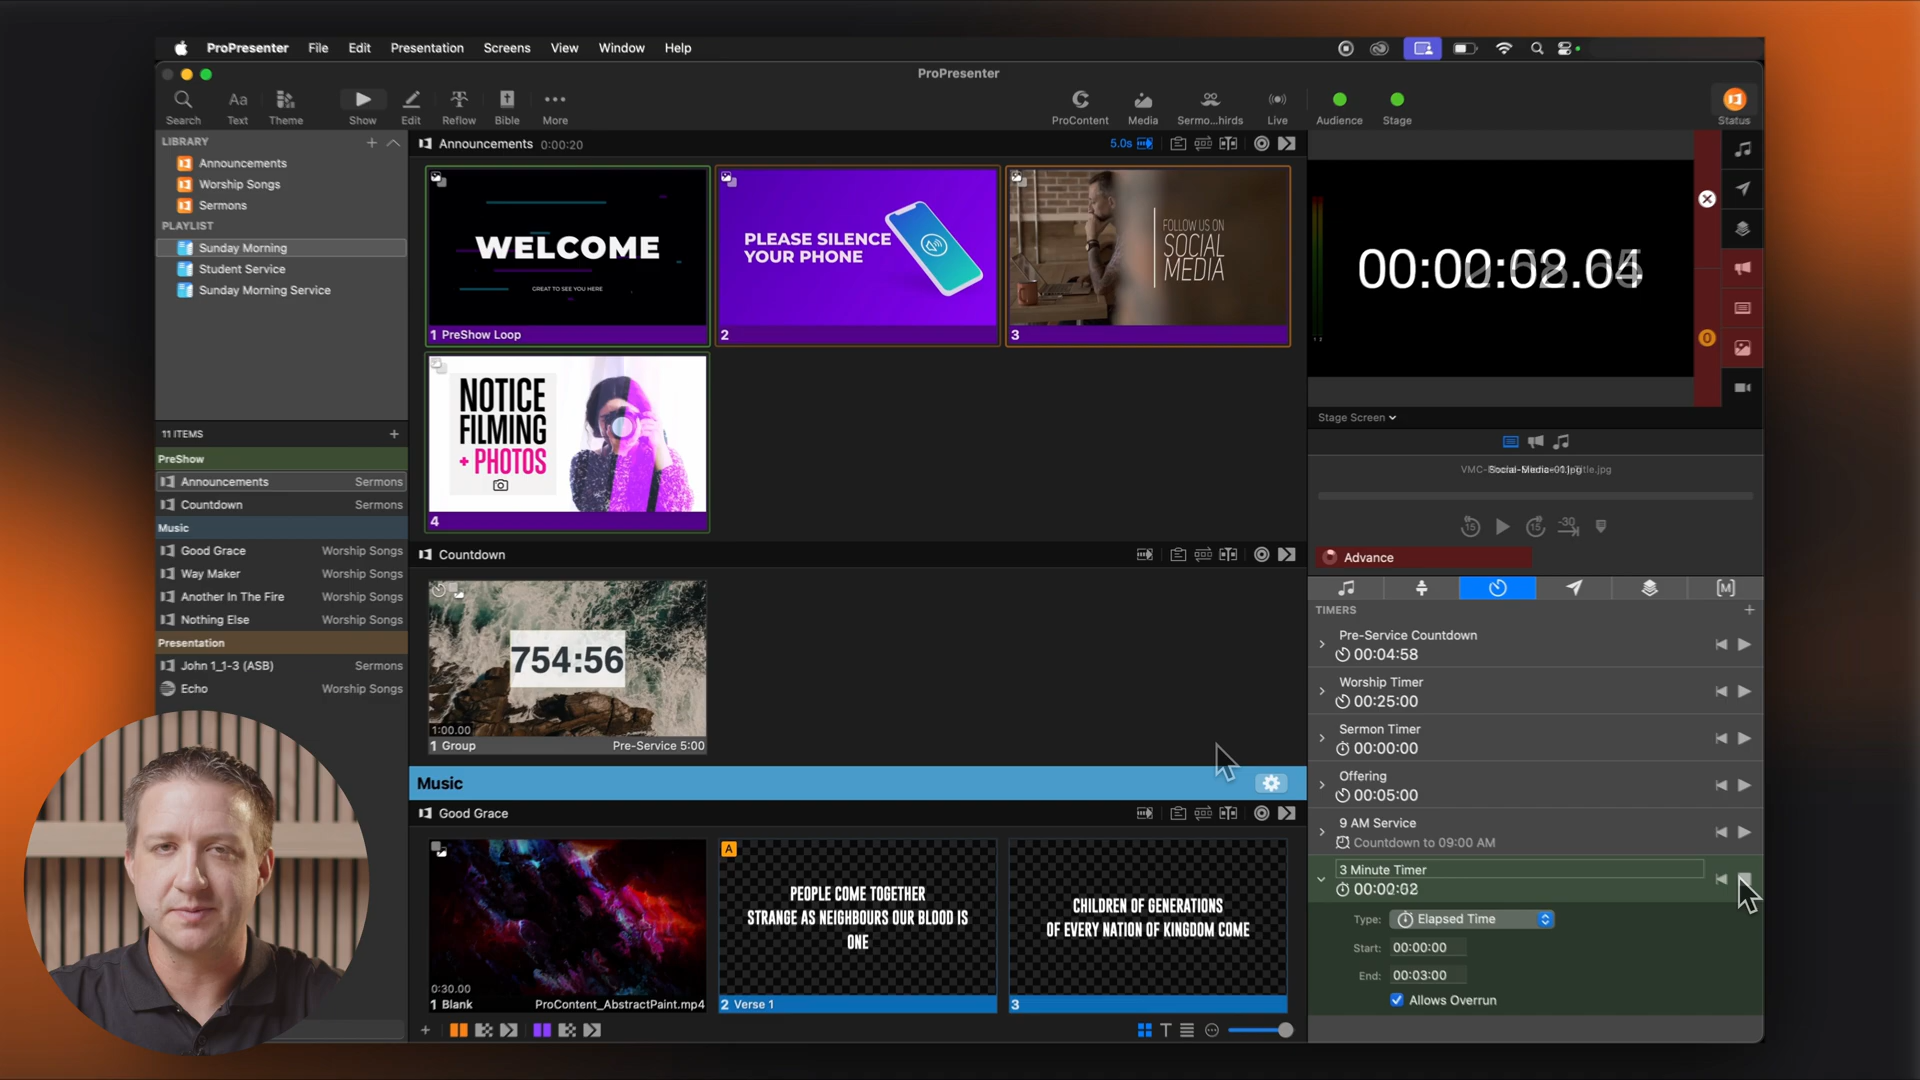 ProPresenter File Edit Presentation Screens View Window Help
ProPresenter
Search Text Theme Show Edit Reflow Bible More ProContent Media Sermo...hirds Live Audience Stage Status
LIBRARY
Announcements
Worship Songs
Sermons
PLAYLIST
Sunday Morning
Student Service
Sunday Morning Service
11 ITEMS
PreShow
Announcements Sermons
Countdown Sermons
Music
Good Grace Worship Songs
Way Maker Worship Songs
Another In The Fire Worship Songs
Nothing Else Worship Songs
Presentation
John 1_1-3 (ASB) Sermons
Echo Worship Songs
Announcements 0:00:20 5.0s
WELCOME
GREAT TO SEE YOU HERE
1 PreShow Loop
PLEASE SILENCE
YOUR PHONE
2
FOLLOW US ON
SOCIAL
MEDIA
3
NOTICE
FILMING
+ PHOTOS
4
Countdown
754:56
1:00.00
1 Group Pre-Service 5:00
Music
Good Grace
0:30.00
1 Blank ProContent_AbstractPaint.mp4
A
PEOPLE COME TOGETHER
STRANGE AS NEIGHBOURS OUR BLOOD IS
ONE
2 Verse 1
CHILDREN OF GENERATIONS
OF EVERY NATION OF KINGDOM COME
3
Stage Screen
15 15 -30
Advance
TIMERS
Pre-Service Countdown
00:04:58
Worship Timer
00:25:00
Sermon Timer
00:00:00
Offering
00:05:00
9 AM Service
Countdown to 09:00 AM
3 Minute Timer
00:00:02
Type: Elapsed Time
Start: 00:00:00
End: 00:03:00
Allows Overrun